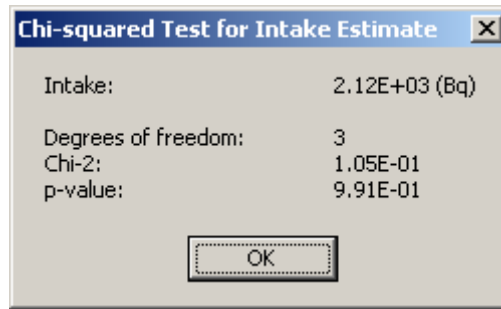 Chi-squared Test for Intake Estimate
Intake: 2.12E+03 (Bq)
Degrees of freedom: 3
Chi-2: 1.05E-01
p-value: 9.91E-01
OK